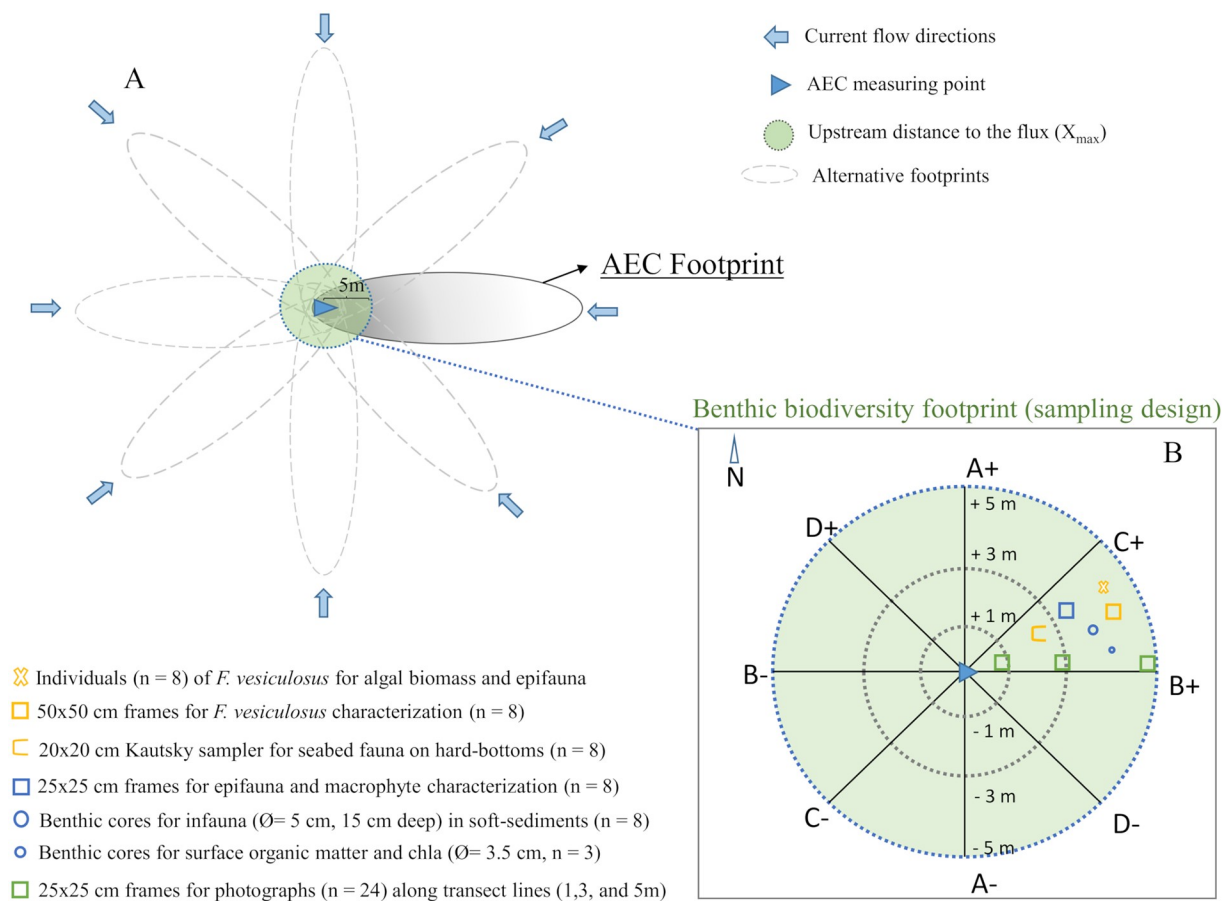 A
Current flow directions
AEC measuring point
Upstream distance to the flux (Xmax)
Alternative footprints
AEC Footprint
5m
Benthic biodiversity footprint (sampling design)
B
N
A+
+ 5 m
D+
C+
+ 3 m
+ 1 m
B-
B+
- 1 m
- 3 m
C-
D-
- 5 m
A-
Individuals (n = 8) of F. vesiculosus for algal biomass and epifauna
50x50 cm frames for F. vesiculosus characterization (n = 8)
20x20 cm Kautsky sampler for seabed fauna on hard-bottoms (n = 8)
25x25 cm frames for epifauna and macrophyte characterization (n = 8)
Benthic cores for infauna (Ø= 5 cm, 15 cm deep) in soft-sediments (n = 8)
Benthic cores for surface organic matter and chla (Ø= 3.5 cm, n = 3)
25x25 cm frames for photographs (n = 24) along transect lines (1,3, and 5m)